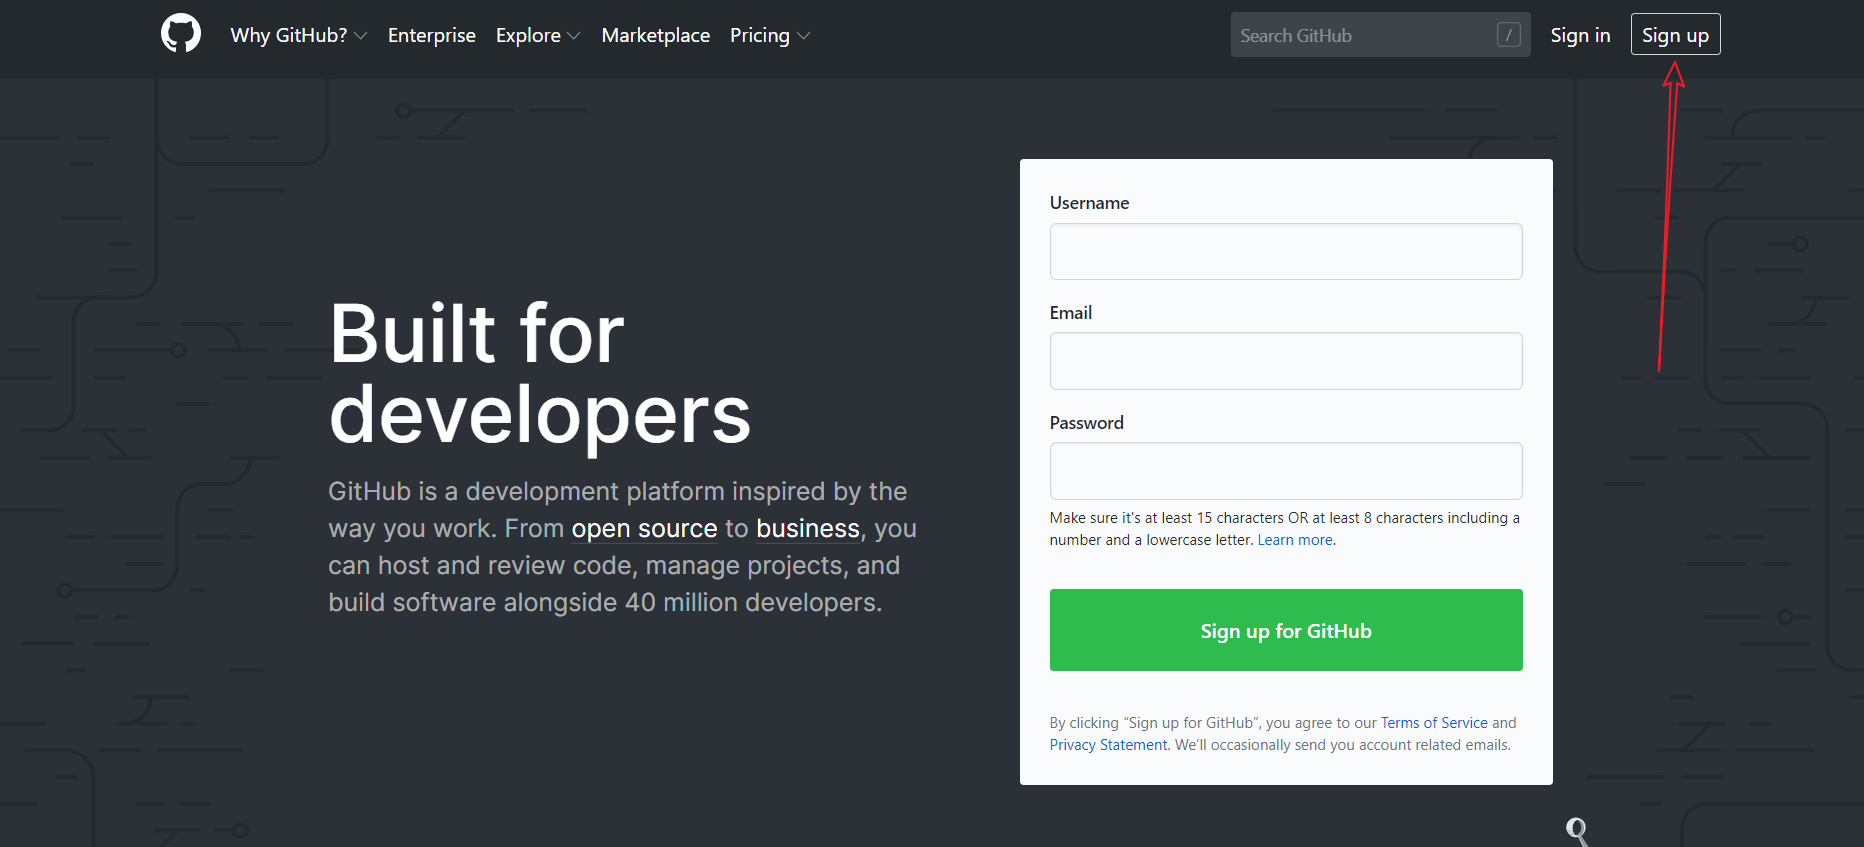 Why GitHub? Enterprise Explore Marketplace Pricing Search GitHub / Sign in Sign up
Built for
developers
GitHub is a development platform inspired by the
way you work. From open source to business, you
can host and review code, manage projects, and
build software alongside 40 million developers.
Username
Email
Password
Make sure it's at least 15 characters OR at least 8 characters including a
number and a lowercase letter. Learn more.
Sign up for GitHub
By clicking “Sign up for GitHub”, you agree to our Terms of Service and
Privacy Statement. We’ll occasionally send you account related emails.